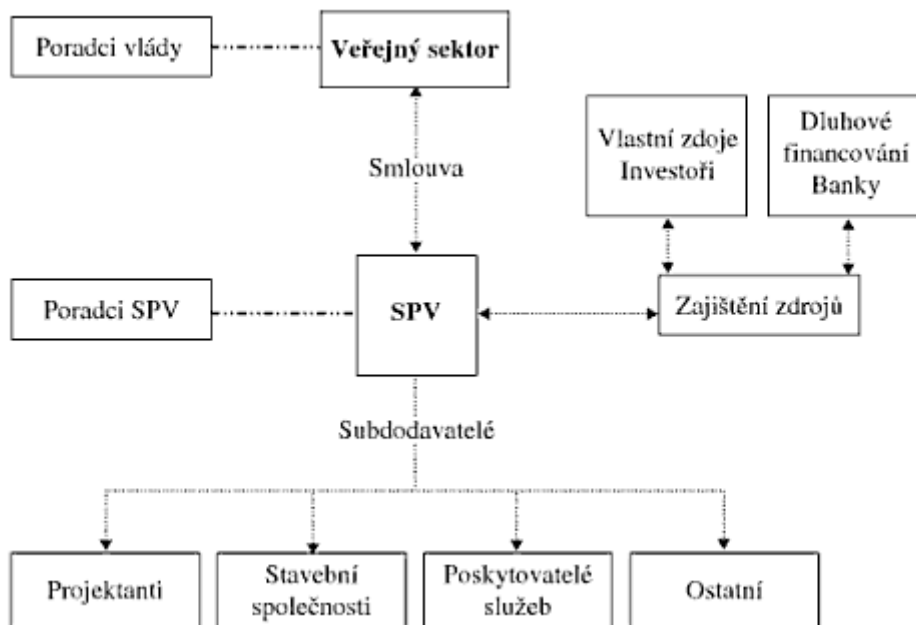 Poradci vlády
Veřejný sektor
Vlastní zdoje
Investoři
Dluhové
financování
Banky
Smlouva
Poradci SPV
SPV
Zajištění zdrojů
Subdodavatelé
Projektanti
Stavební
společnosti
Poskytovatelé
služeb
Ostatní